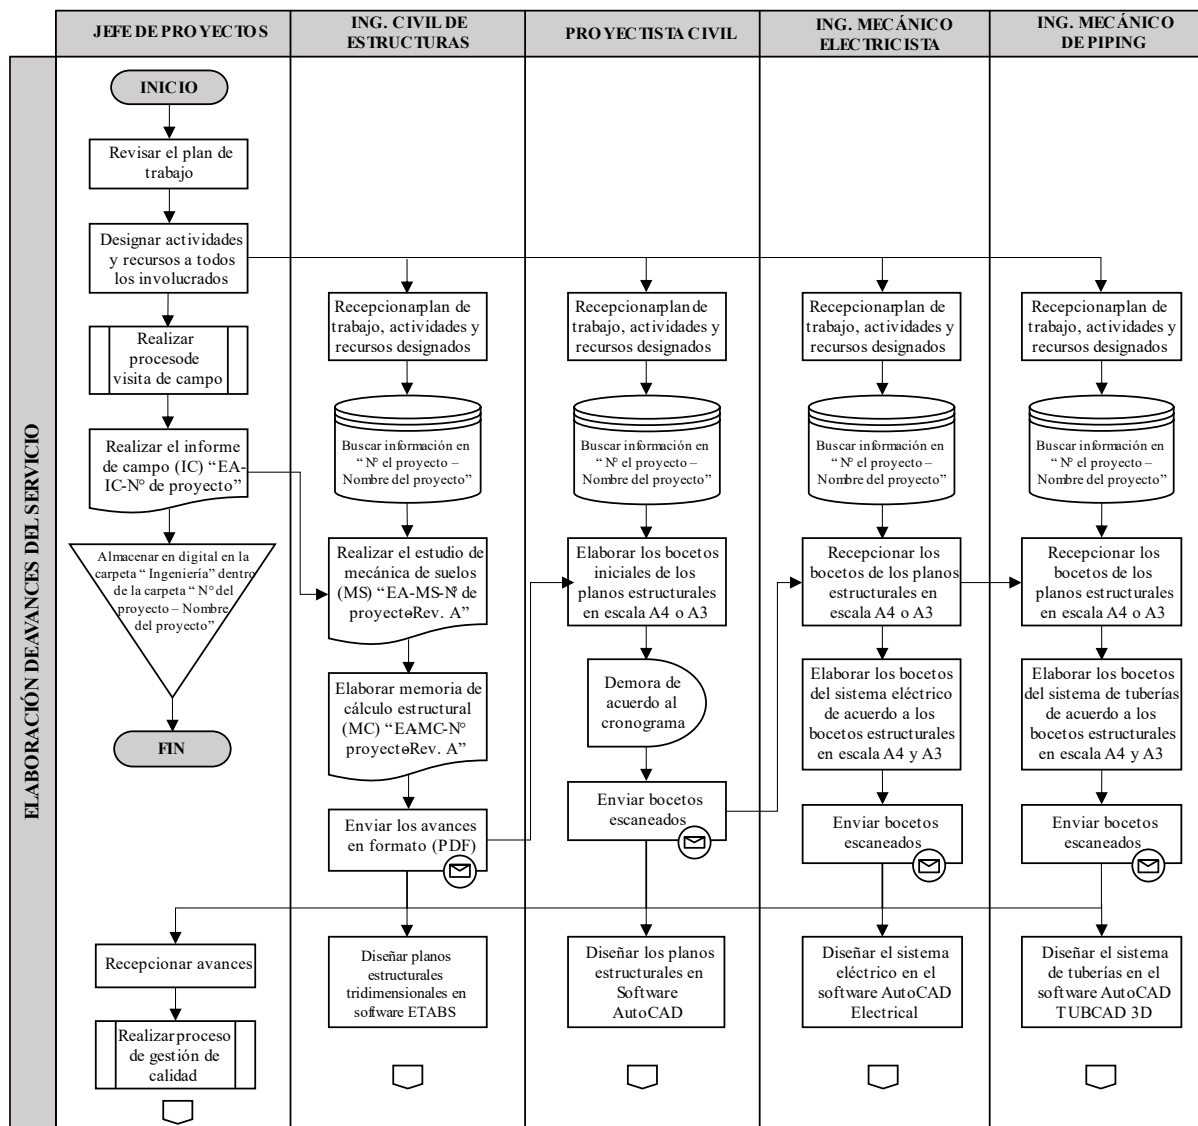 JEFE DE PROYECTOS
ING. CIVIL DE
ESTRUCTURAS
PROYECTISTA CIVIL
ING. MECÁNICO
ELECTRICISTA
ING. MECÁNICO
DE PIPING
ELABORACIÓN DE AVANCES DEL SERVICIO
INICIO
Revisar el plan de
trabajo
Designar actividades
y recursos a todos
los involucrados
Realizar
proceso de
visita de campo
Realizar el informe
de campo (IC) “EA-
IC-N° de proyecto”
Almacenar en digital en la
carpeta “Ingeniería” dentro
de la carpeta “N° del
proyecto – Nombre
del proyecto”
FIN
Recepcionar avances
Realizar proceso
de gestión de
calidad
Recepcionar plan de
trabajo, actividades y
recursos designados
Buscar información en
“N° el proyecto –
Nombre del proyecto”
Realizar el estudio de
mecánica de suelos
(MS) “EA-MS-N° de
proyecto-Rev. A”
Elaborar memoria de
cálculo estructural
(MC) “EAMC-N°
proyecto-Rev. A”
Enviar los avances
en formato (PDF)
Diseñar planos
estructurales
tridimensionales en
software ETABS
Recepcionar plan de
trabajo, actividades y
recursos designados
Buscar información en
“N° el proyecto –
Nombre del proyecto”
Elaborar los bocetos
iniciales de los
planos estructurales
en escala A4 o A3
Demora de
acuerdo al
cronograma
Enviar bocetos
escaneados
Diseñar los planos
estructurales en
Software
AutoCAD
Recepcionar plan de
trabajo, actividades y
recursos designados
Buscar información en
“N° el proyecto –
Nombre del proyecto”
Recepcionar los
bocetos de los planos
estructurales en
escala A4 o A3
Elaborar los bocetos
del sistema eléctrico
de acuerdo a los
bocetos estructurales
en escala A4 y A3
Enviar bocetos
escaneados
Diseñar el sistema
eléctrico en el
software AutoCAD
Electrical
Recepcionar plan de
trabajo, actividades y
recursos designados
Buscar información en
“N° el proyecto –
Nombre del proyecto”
Recepcionar los
bocetos de los
planos estructurales
en escala A4 o A3
Elaborar los bocetos
del sistema de tuberías
de acuerdo a los
bocetos estructurales
en escala A4 y A3
Enviar bocetos
escaneados
Diseñar el sistema
de tuberías en el
software AutoCAD
TUBCAD 3D